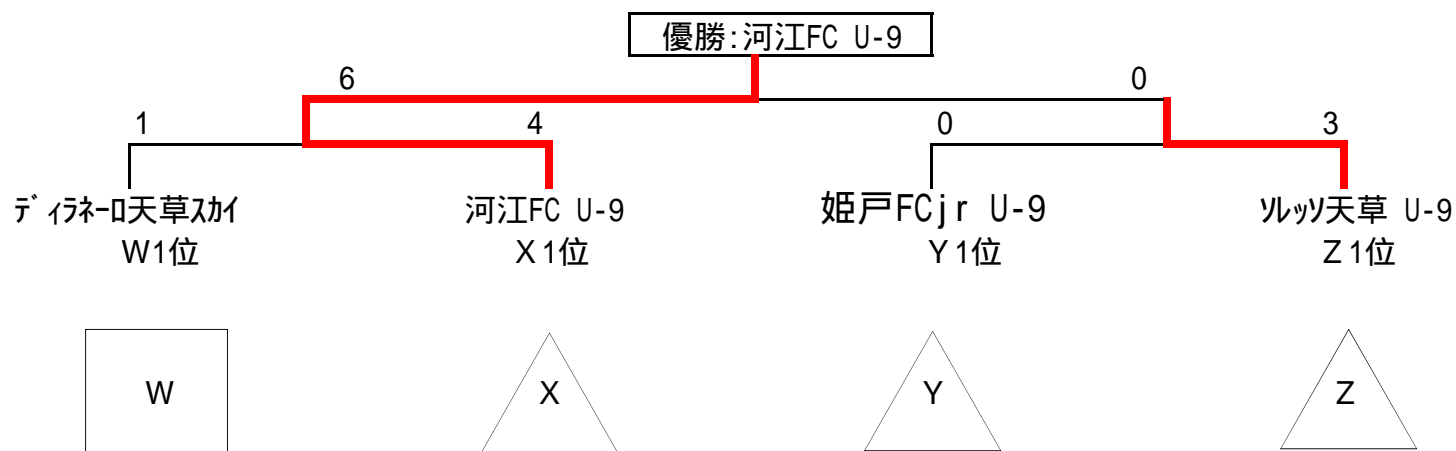 優勝:河江FC U-9
6 0
1 4 0 3
ディラネーロ天草スカイ 河江FC U-9 姫戸FCjr U-9 ソルッソ天草 U-9
W1位 X1位 Y1位 Z1位
W X Y Z